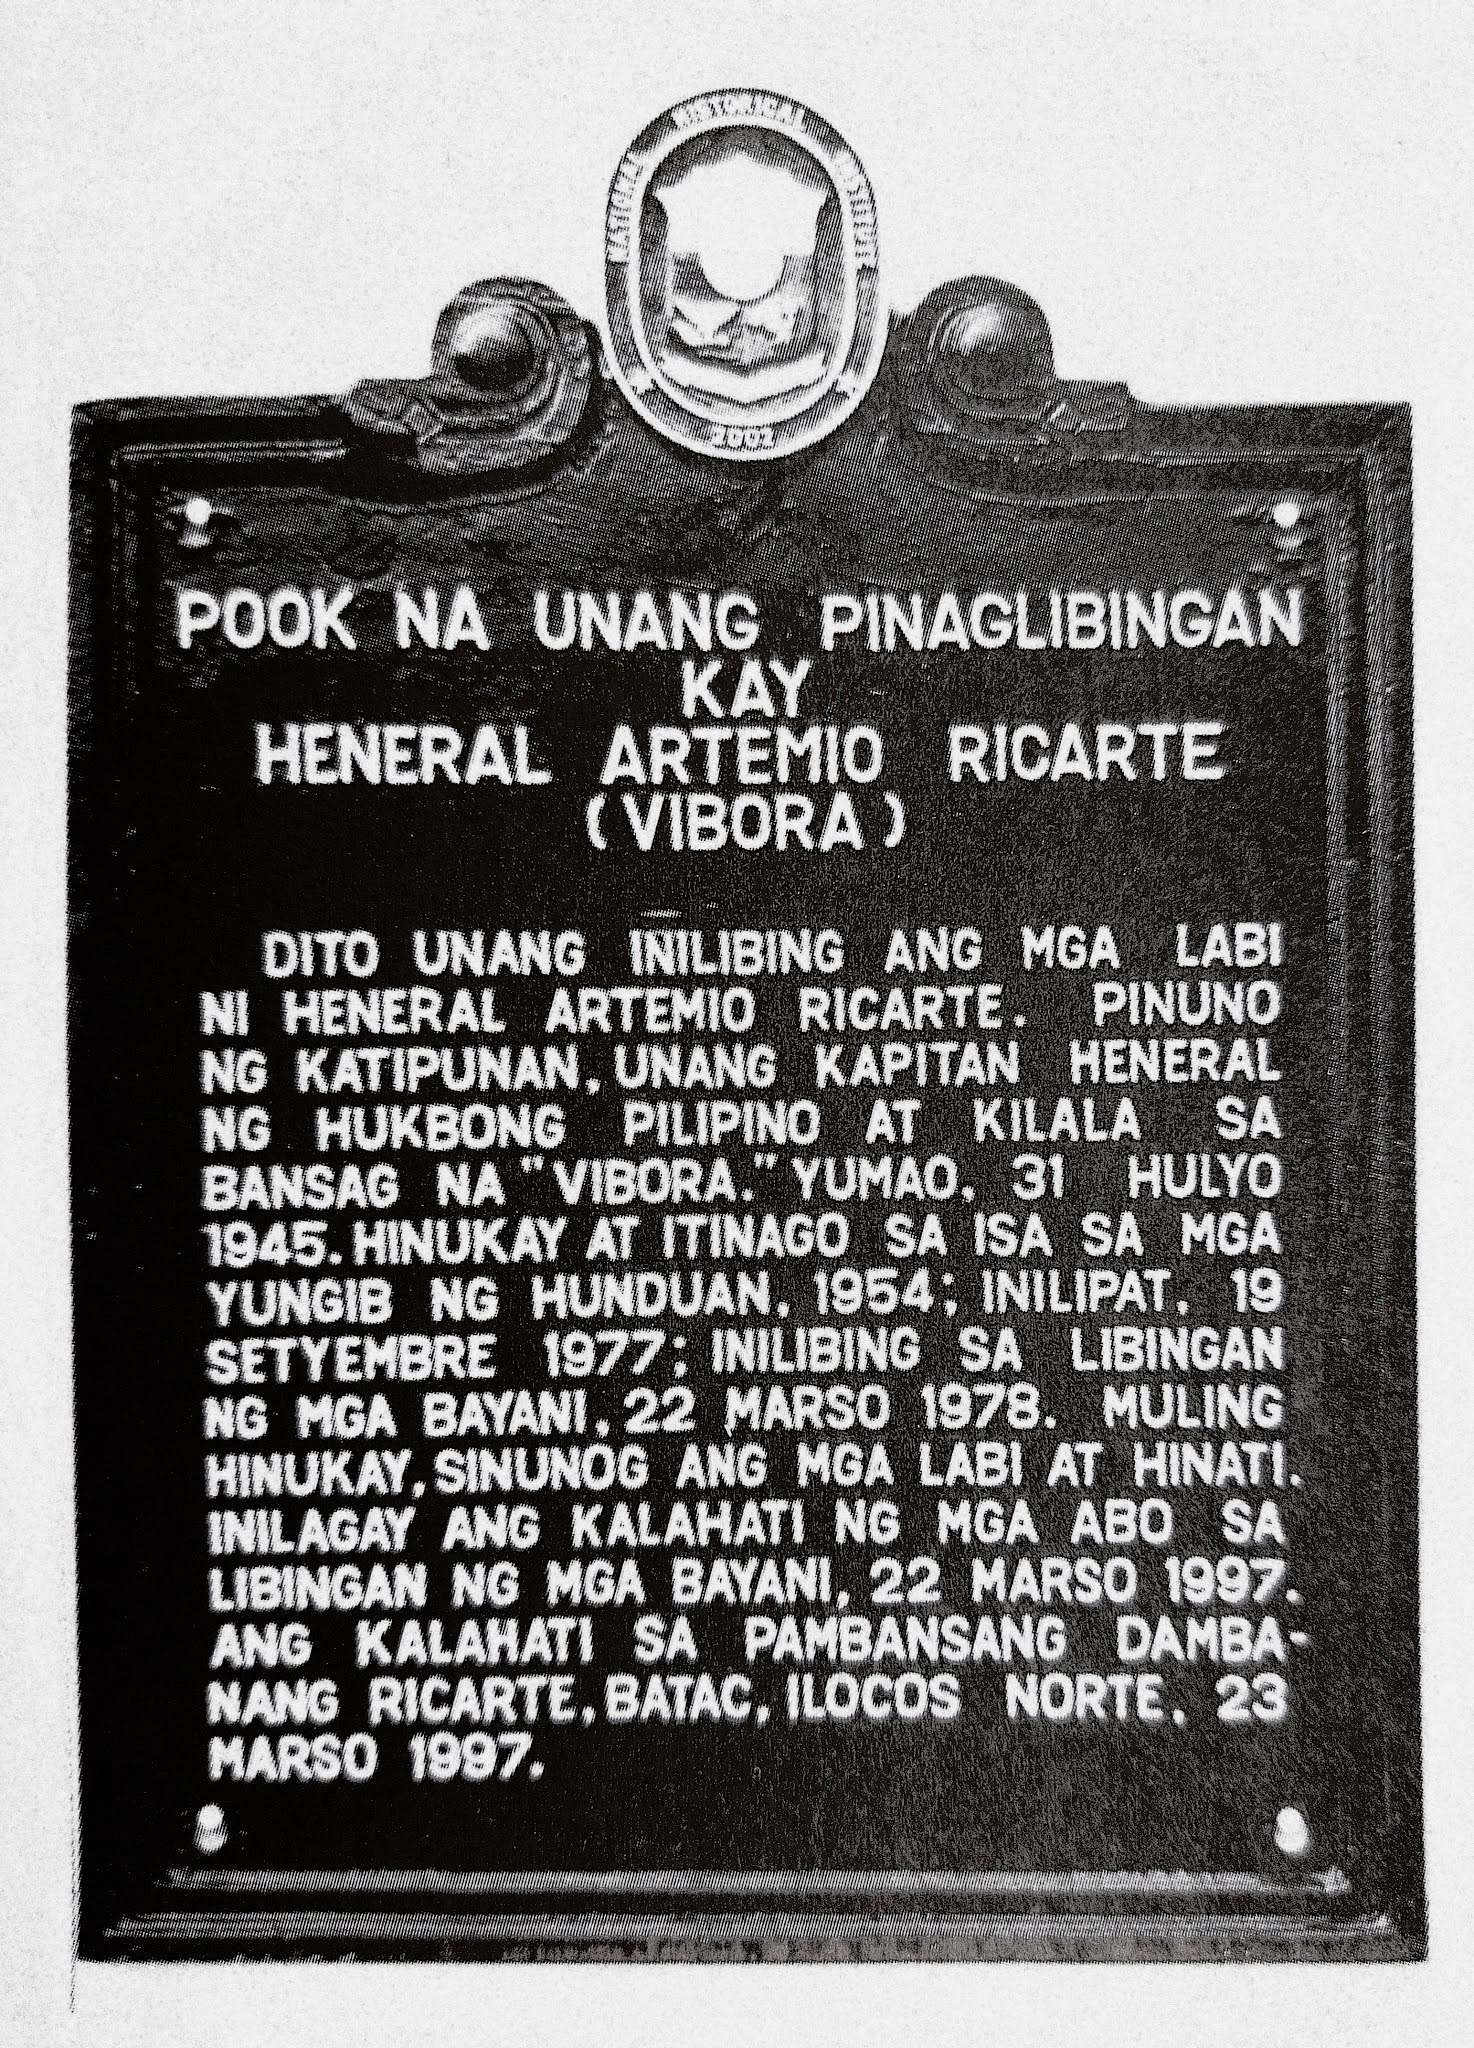 NATIONAL HISTORICAL INSTITUTE
2002
POOK NA UNANG PINAGLIBINGAN
KAY
HENERAL ARTEMIO RICARTE
(VIBORA)
DITO UNANG INILIBING ANG MGA LABI
NI HENERAL ARTEMIO RICARTE. PINUNO
NG KATIPUNAN, UNANG KAPITAN HENERAL
NG HUKBONG PILIPINO AT KILALA SA
BANSAG NA "VIBORA." YUMAO, 31 HULYO
1945. HINUKAY AT ITINAGO SA ISA SA MGA
YUNGIB NG HUNDUAN, 1954; INILIPAT, 19
SETYEMBRE 1977; INILIBING SA LIBINGAN
NG MGA BAYANI, 22 MARSO 1978. MULING
HINUKAY, SINUNOG ANG MGA LABI AT HINATI.
INILAGAY ANG KALAHATI NG MGA ABO SA
LIBINGAN NG MGA BAYANI, 22 MARSO 1997.
ANG KALAHATI SA PAMBANSANG DAMBA-
NANG RICARTE, BATAC, ILOCOS NORTE, 23
MARSO 1997.